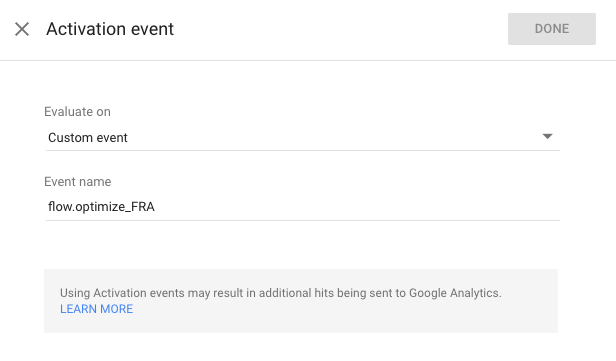 Activation event
DONE
Evaluate on
Custom event
Event name
flow.optimize_FRA
Using Activation events may result in additional hits being sent to Google Analytics.
LEARN MORE